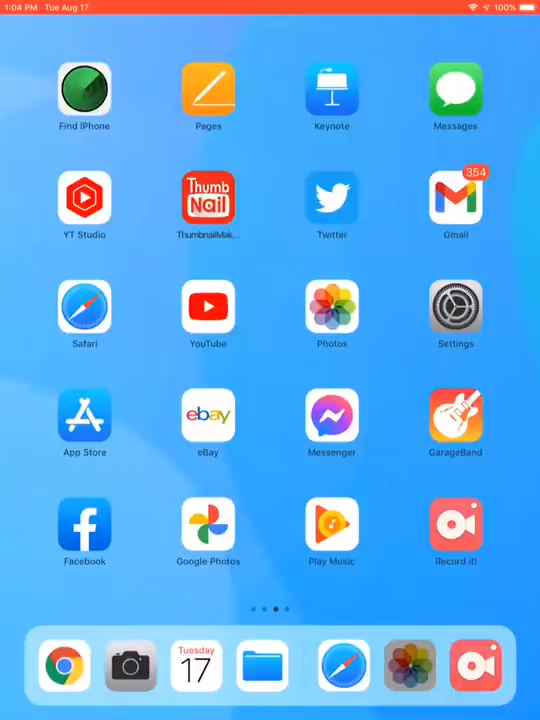 1:04 PM Tue Aug 17 100%
Find iPhone Pages Keynote Messages
Thumb
Nail
354
YT Studio ThumbnailMak... Twitter Gmail
Safari YouTube Photos Settings
ebay
App Store eBay Messenger GarageBand
Facebook Google Photos Play Music Record it!
Tuesday
17